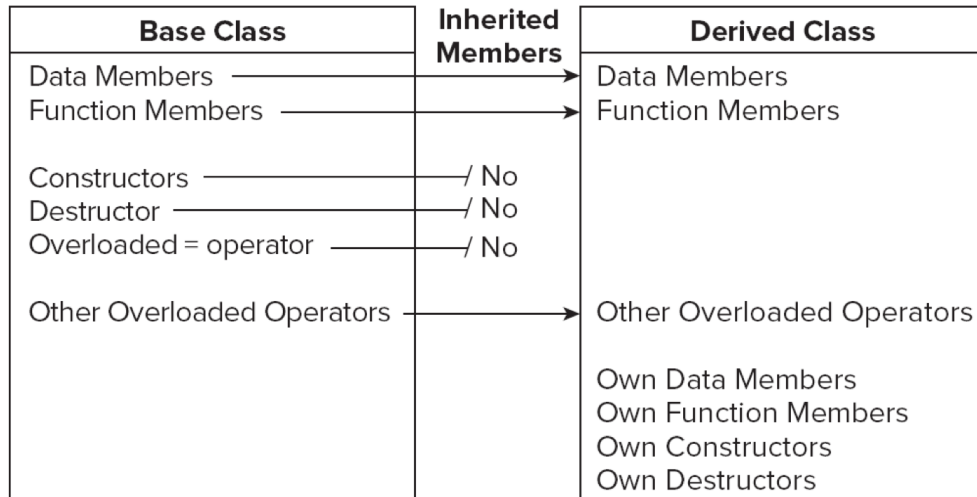 Base Class
Inherited
Members
Derived Class
Data Members
Data Members
Function Members
Function Members
Constructors
No
Destructor
No
Overloaded = operator
No
Other Overloaded Operators
Other Overloaded Operators
Own Data Members
Own Function Members
Own Constructors
Own Destructors